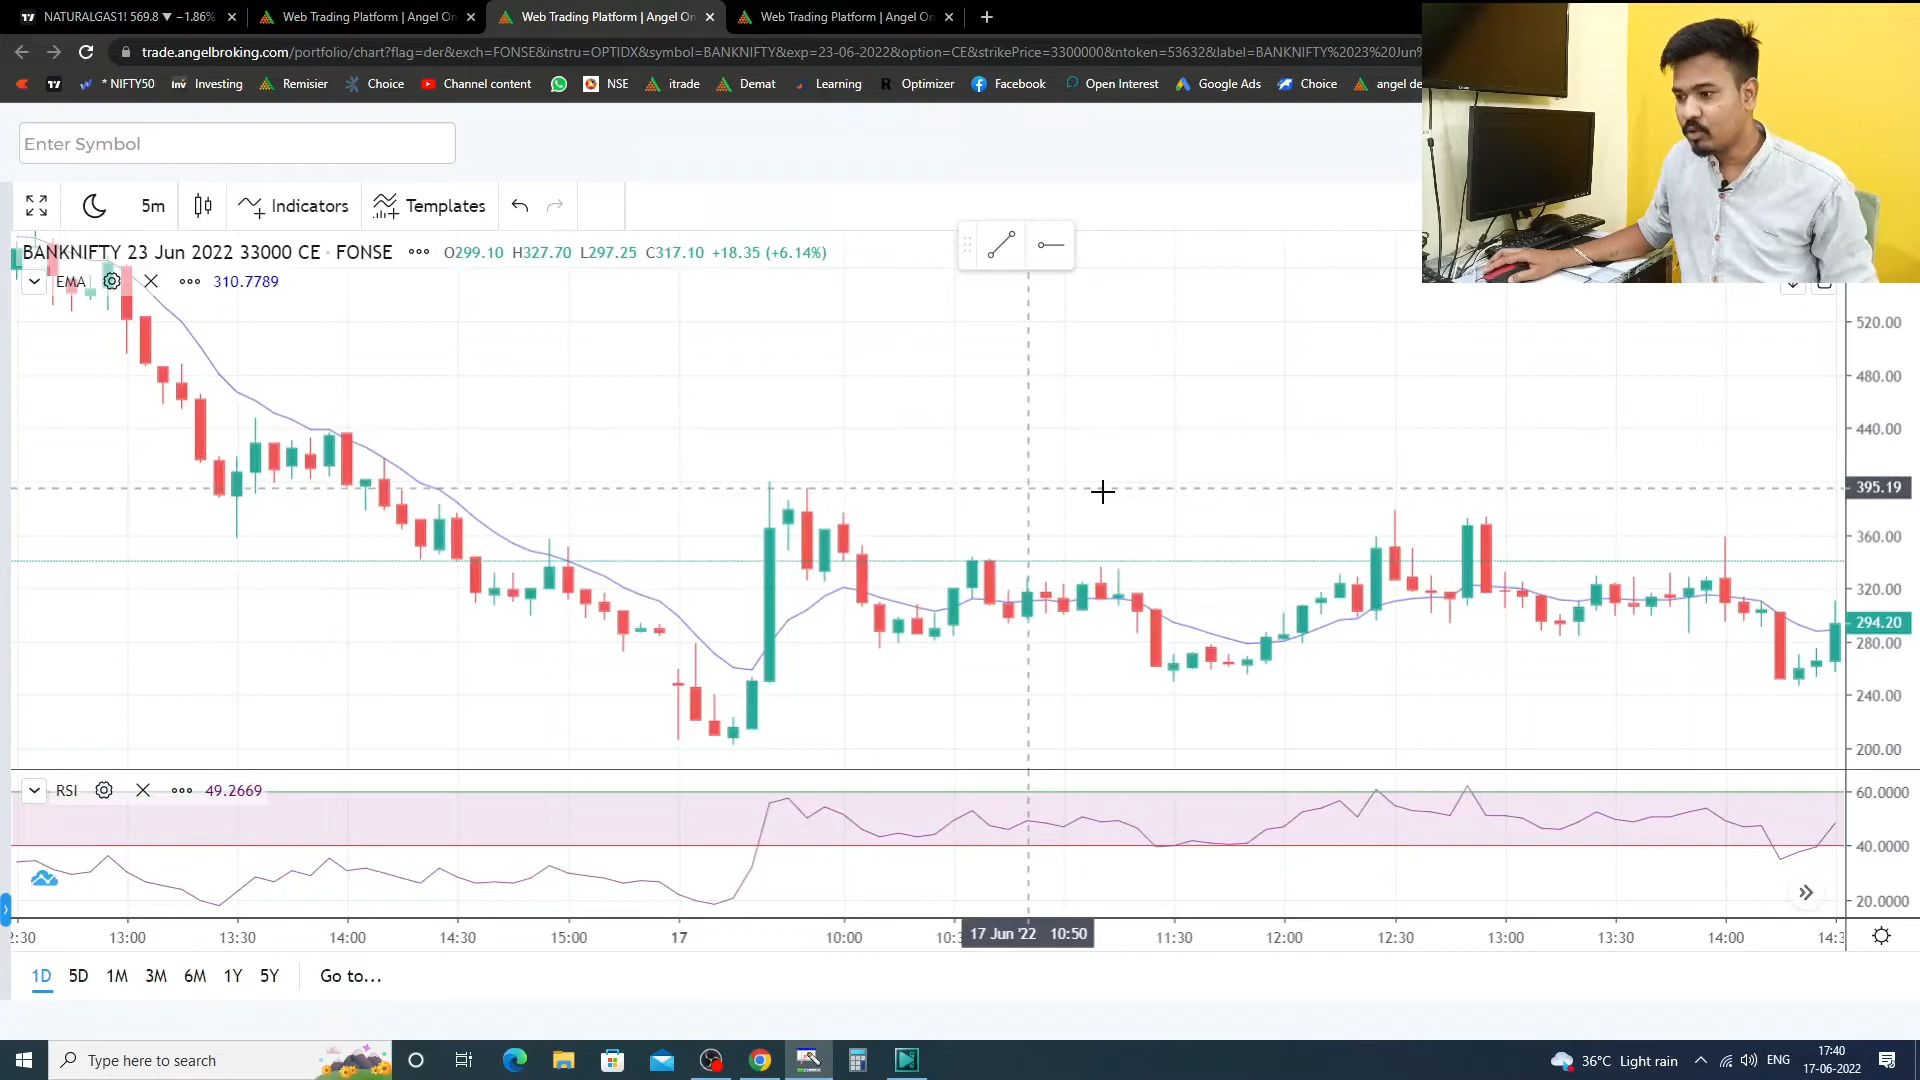 NATURALGAS1! 569.8 ▼ −1.86%
Web Trading Platform | Angel On
Web Trading Platform | Angel On
Web Trading Platform | Angel On
trade.angelbroking.com/portfolio/chart?flag=der&exch=FONSE&instru=OPTIDX&symbol=BANKNIFTY&exp=23-06-2022&option=CE&strikePrice=3300000&ntoken=53632&label=BANKNIFTY%2023%20Jun%
* NIFTY50 Investing Remisier Choice Channel content NSE itrade Demat Learning Optimizer Facebook Open Interest Google Ads Choice angel de
Enter Symbol
5m Indicators Templates
BANKNIFTY 23 Jun 2022 33000 CE · FONSE O299.10 H327.70 L297.25 C317.10 +18.35 (+6.14%)
EMA 310.7789
520.00
480.00
440.00
395.19
360.00
320.00
294.20
280.00
240.00
200.00
RSI 49.2669
60.0000
40.0000
20.0000
2:30 13:00 13:30 14:00 14:30 15:00 17 10:00 10:3 17 Jun '22 10:50 11:30 12:00 12:30 13:00 13:30 14:00 14:3
1D 5D 1M 3M 6M 1Y 5Y Go to...
Type here to search
36°C Light rain ENG
17:40
17-06-2022